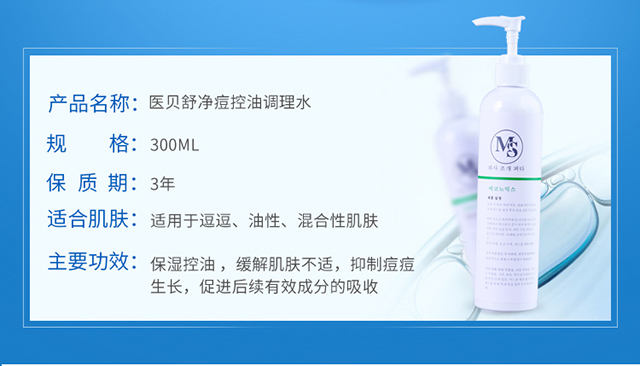 产品名称：医贝舒净痘控油调理水
规　格：300ML
保 质 期：3年
适合肌肤：适用于逗逗、油性、混合性肌肤
主要功效：保湿控油，缓解肌肤不适，抑制痘痘
生长，促进后续有效成分的吸收
MS